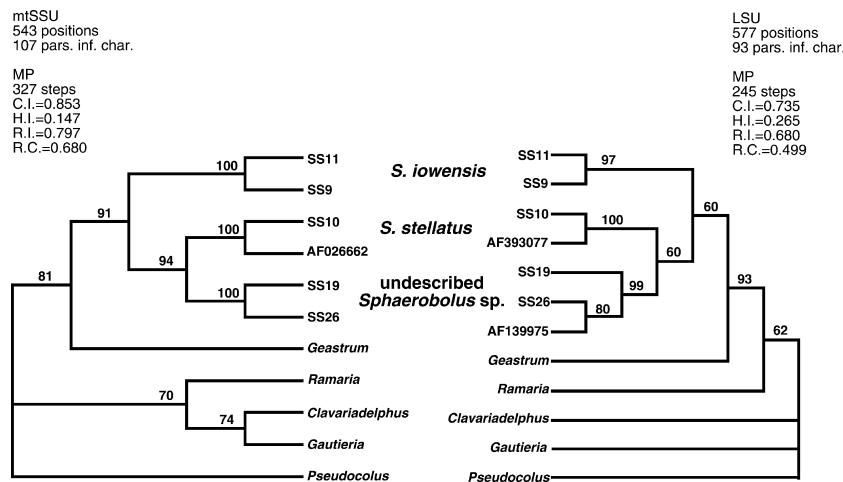 mtSSU
543 positions
107 pars. inf. char.
MP
327 steps
C.I.=0.853
H.I.=0.147
R.I.=0.797
R.C.=0.680
LSU
577 positions
93 pars. inf. char.
MP
245 steps
C.I.=0.735
H.I.=0.265
R.I.=0.680
R.C.=0.499
100
SS11
SS9
91
100
SS10
AF026662
94
100
SS19
SS26
81
Geastrum
70
Ramaria
74
Clavariadelphus
Gautieria
Pseudocolus
S. iowensis
S. stellatus
undescribed
Sphaerobolus sp.
SS11
97
SS9
60
SS10
100
AF393077
60
SS19
99
SS26
80
AF139975
93
Geastrum
62
Ramaria
Clavariadelphus
Gautieria
Pseudocolus